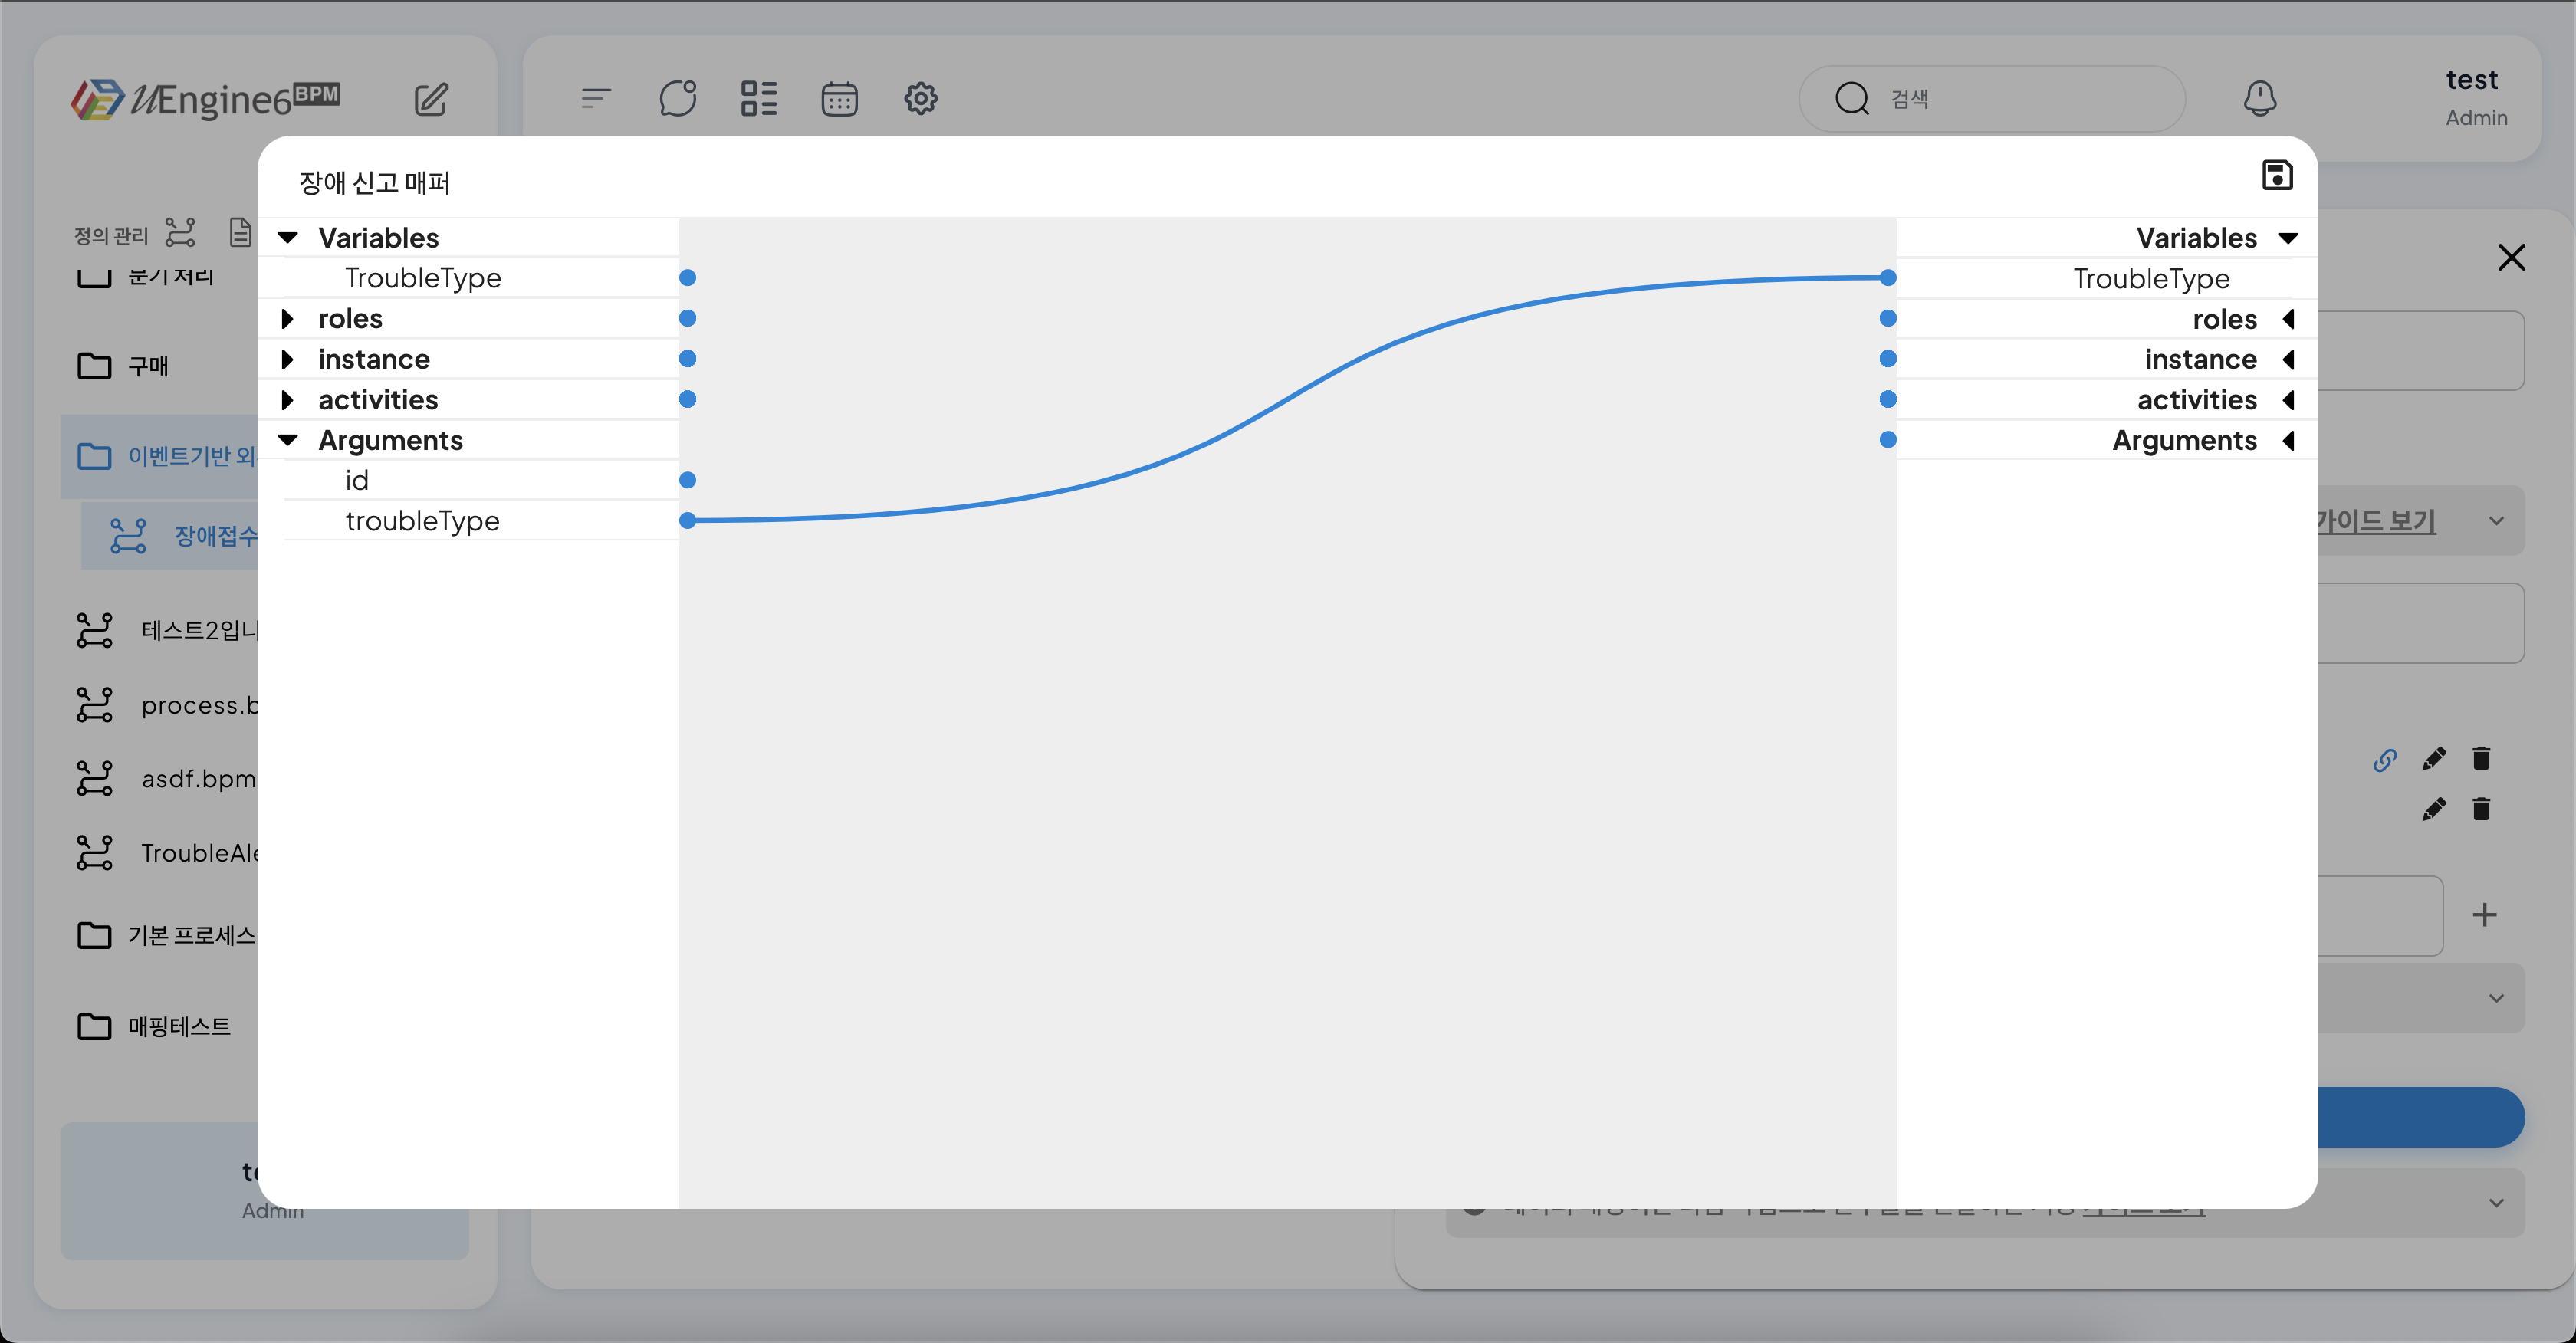 uEngine6BPM
검색
test
Admin
장애 신고 매퍼
정의 관리
분기 처리
구매
이벤트기반 외
장애접수
테스트2입니
process.b
asdf.bpm
TroubleAle
기본 프로세스
매핑테스트
Admin
Variables
TroubleType
roles
instance
activities
Arguments
id
troubleType
Variables
TroubleType
roles
instance
activities
Arguments
가이드 보기